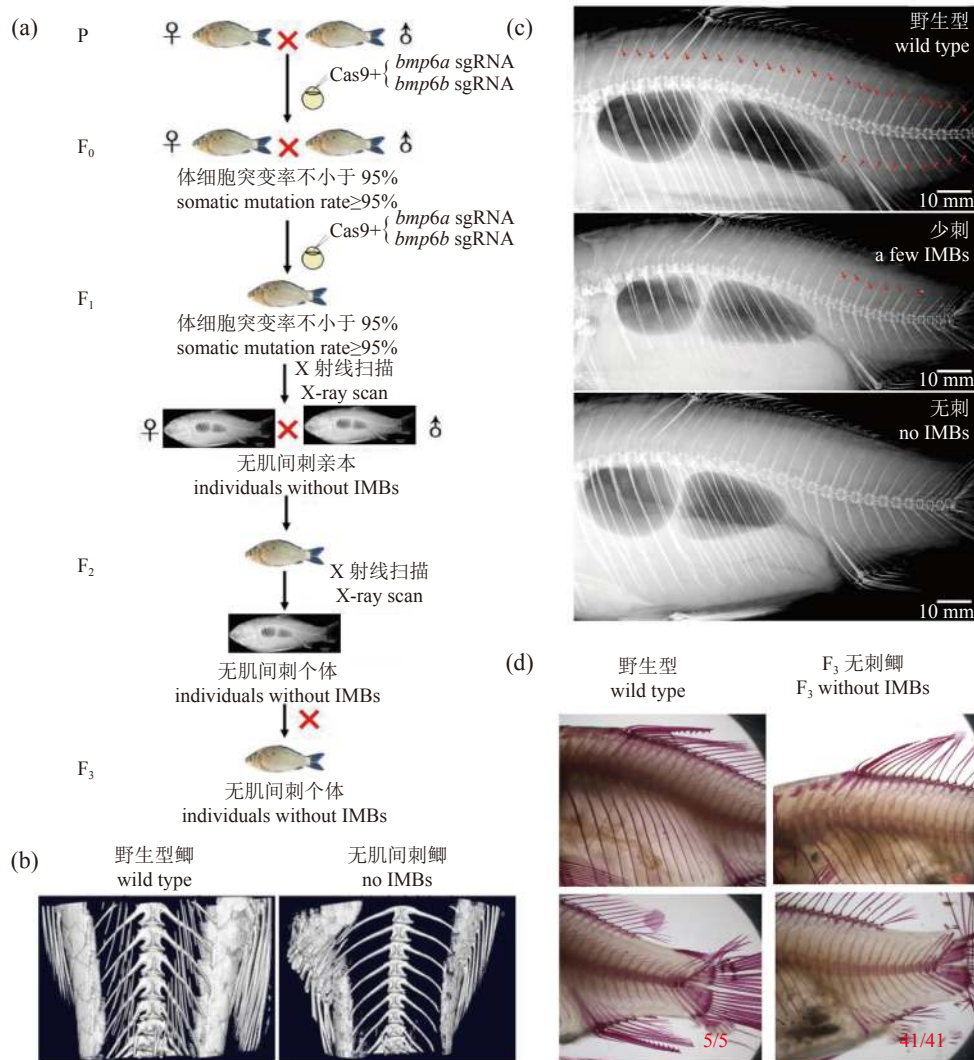 (a)
P
♀
♂
Cas9+{
bmp6a sgRNA
bmp6b sgRNA
F₀
♀
♂
体细胞突变率不小于 95%
somatic mutation rate≥95%
Cas9+{
bmp6a sgRNA
bmp6b sgRNA
F₁
体细胞突变率不小于 95%
somatic mutation rate≥95%
X 射线扫描
X-ray scan
♀
♂
无肌间刺亲本
individuals without IMBs
F₂
X 射线扫描
X-ray scan
无肌间刺个体
individuals without IMBs
F₃
无肌间刺个体
individuals without IMBs
(b)
野生型鲫
wild type
无肌间刺鲫
no IMBs
(c)
野生型
wild type
10 mm
少刺
a few IMBs
10 mm
无刺
no IMBs
10 mm
(d)
野生型
wild type
F₃ 无刺鲫
F₃ without IMBs
5/5
41/41